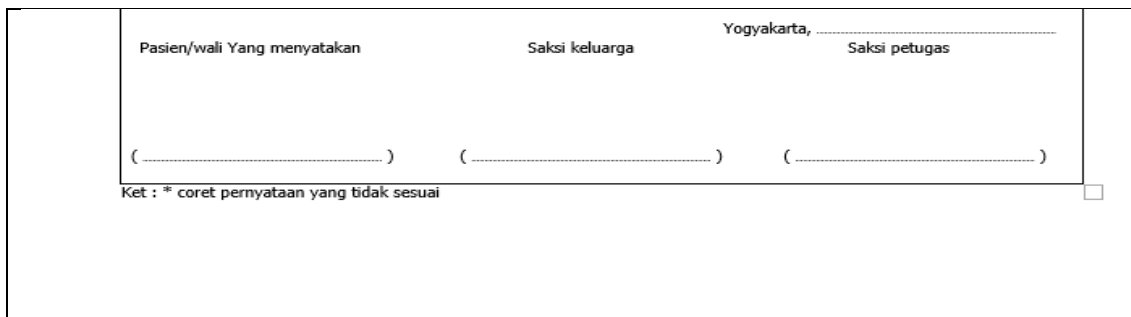 Yogyakarta, ................................................................
Pasien/wali Yang menyatakan Saksi keluarga Saksi petugas
( ................................................................ ) ( ................................................................ ) ( ................................................................ )
Ket : * coret pernyataan yang tidak sesuai